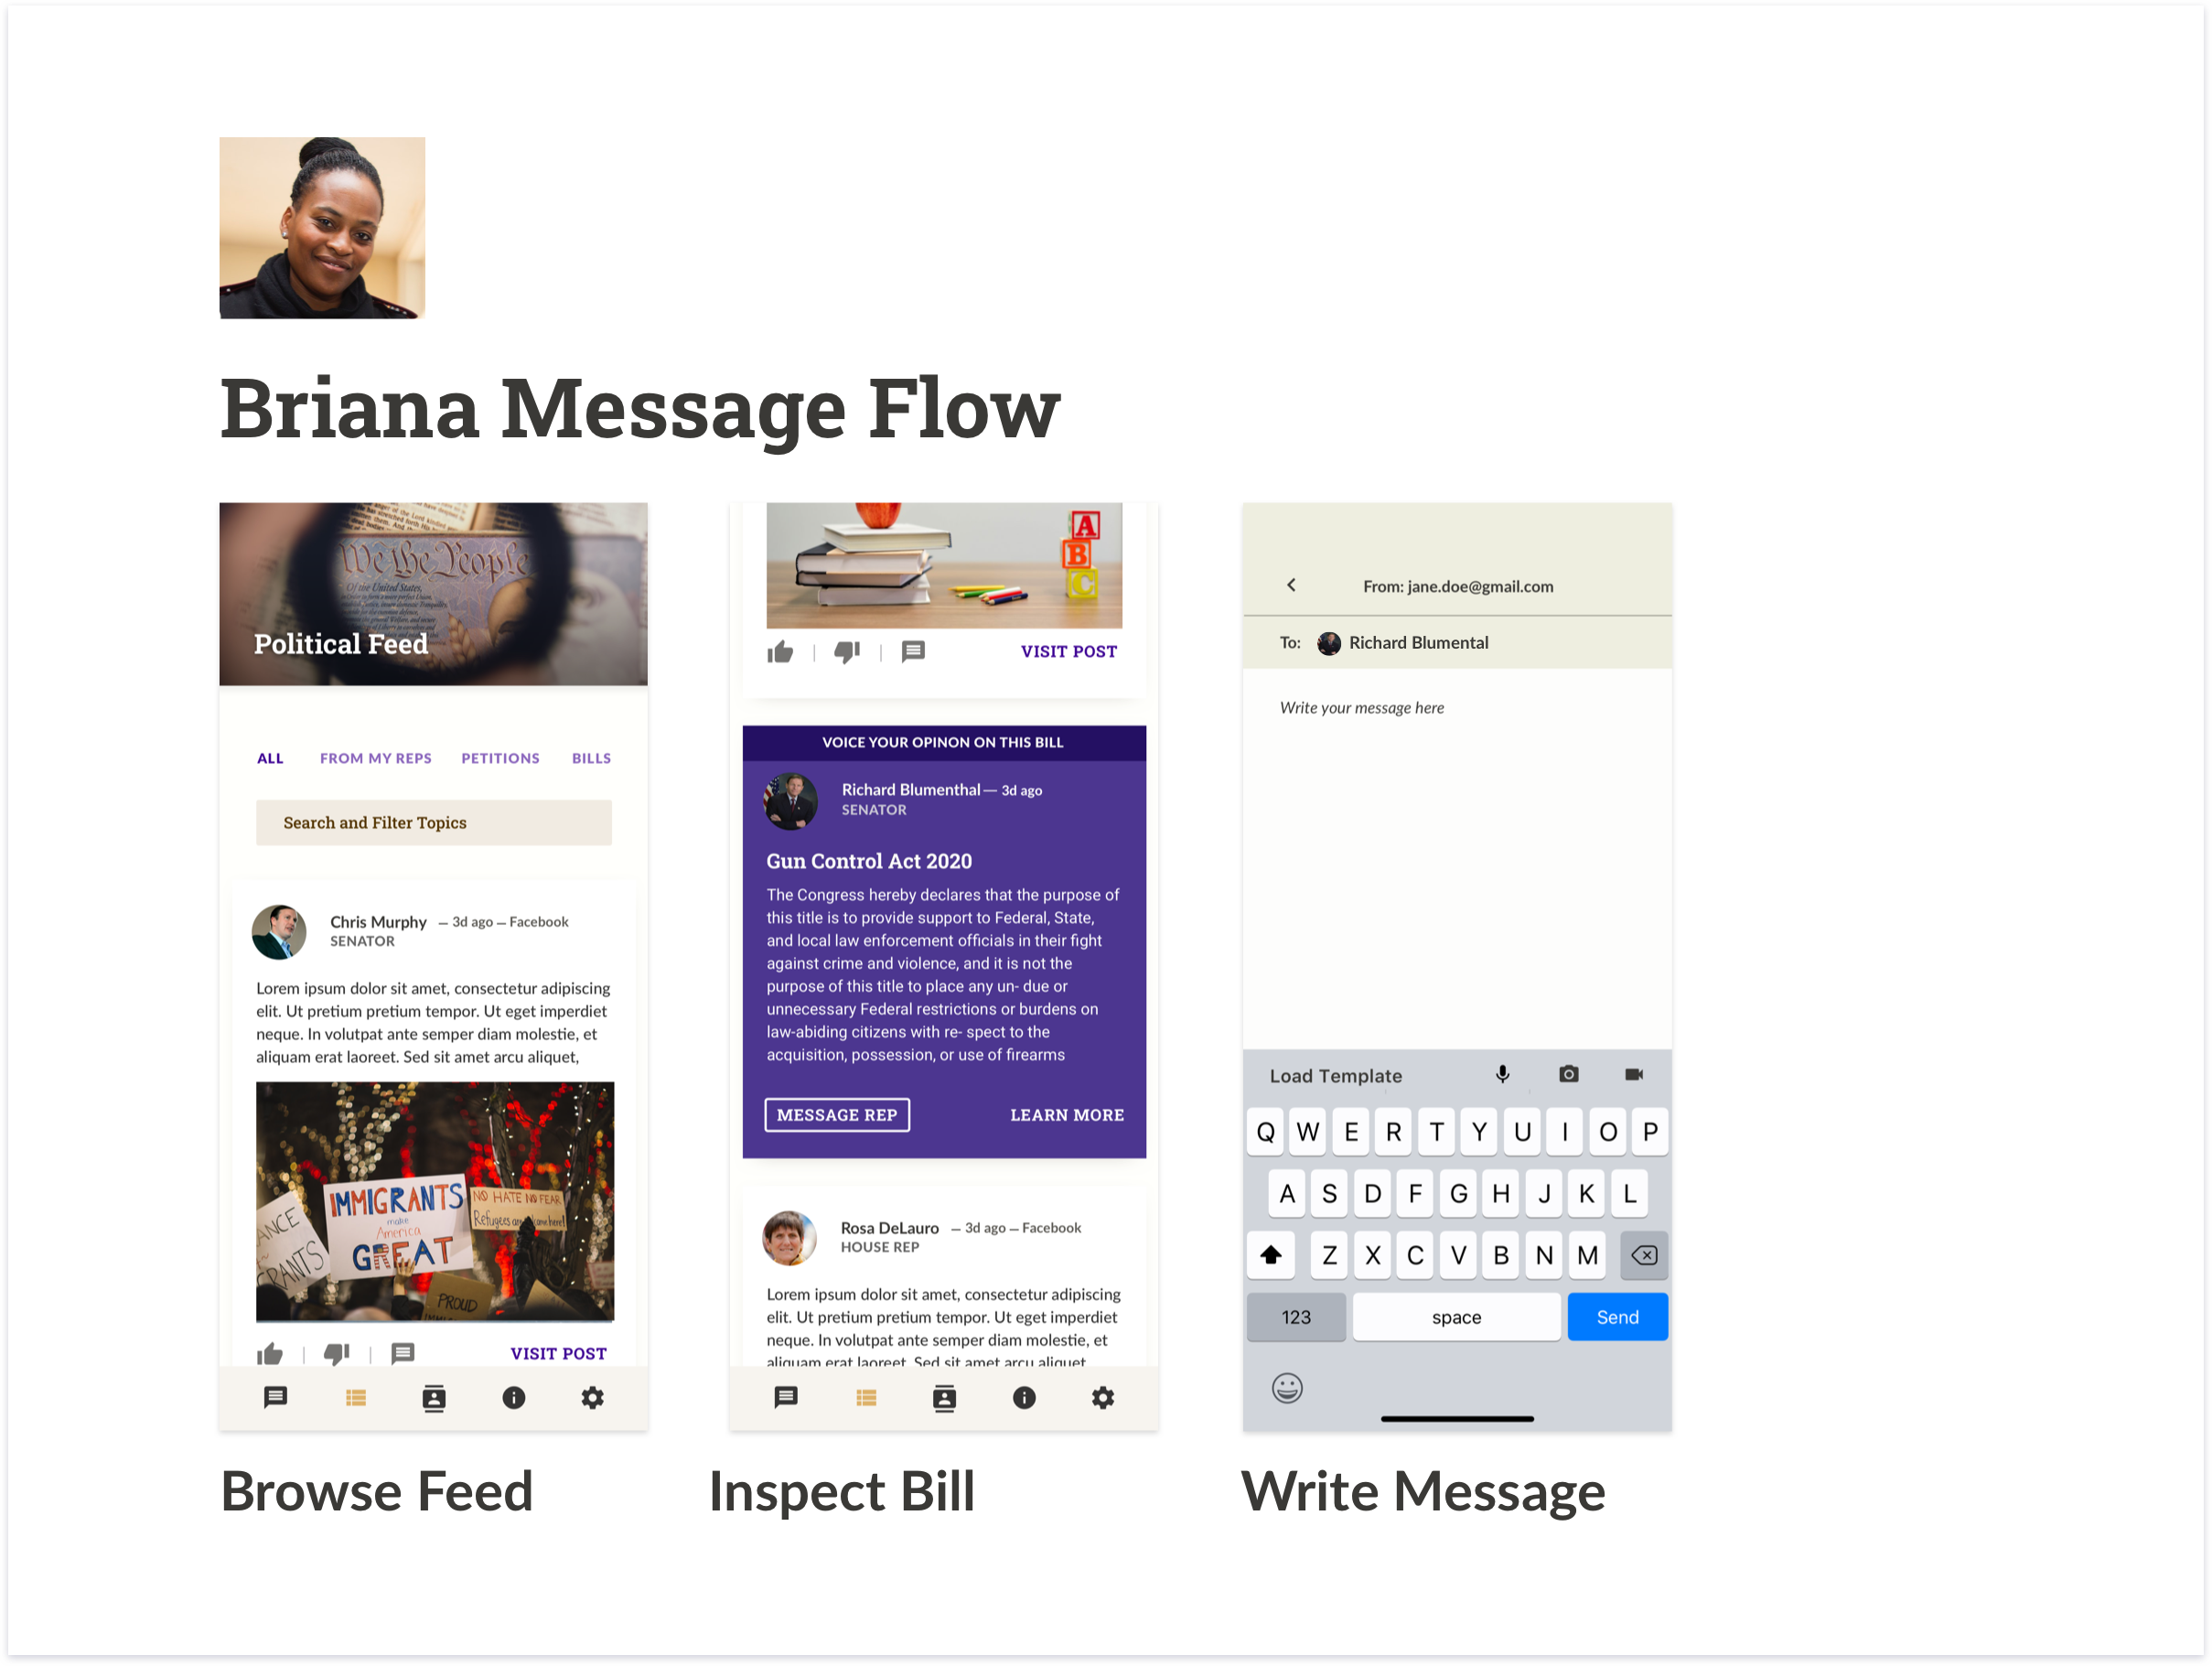 Briana Message Flow
We the People
Of the United States,
Political Feed
ALL
FROM MY REPS
PETITIONS
BILLS
Search and Filter Topics
Chris Murphy — 3d ago — Facebook
SENATOR
Lorem ipsum dolor sit amet, consectetur adipiscing
elit. Ut pretium pretium tempor. Ut eget imperdiet
neque. In volutpat ante semper diam molestie, et
aliquam erat laoreet. Sed sit amet arcu aliquet,
IMMIGRANTS
make
America
GREAT
NO HATE NO FEAR
Refugees are
here!
PROUD
VISIT POST
Browse Feed
A
B
C
VISIT POST
VOICE YOUR OPINON ON THIS BILL
Richard Blumenthal — 3d ago
SENATOR
Gun Control Act 2020
The Congress hereby declares that the purpose of
this title is to provide support to Federal, State,
and local law enforcement officials in their fight
against crime and violence, and it is not the
purpose of this title to place any un- due or
unnecessary Federal restrictions or burdens on
law-abiding citizens with re- spect to the
acquisition, possession, or use of firearms
MESSAGE REP
LEARN MORE
Rosa DeLauro — 3d ago — Facebook
HOUSE REP
Lorem ipsum dolor sit amet, consectetur adipiscing
elit. Ut pretium pretium tempor. Ut eget imperdiet
neque. In volutpat ante semper diam molestie, et
aliquam erat laoreet. Sed sit amet arcu aliquet
Inspect Bill
From: jane.doe@gmail.com
To: Richard Blumental
Write your message here
Load Template
Q W E R T Y U I O P
A S D F G H J K L
Z X C V B N M
123 space Send
Write Message